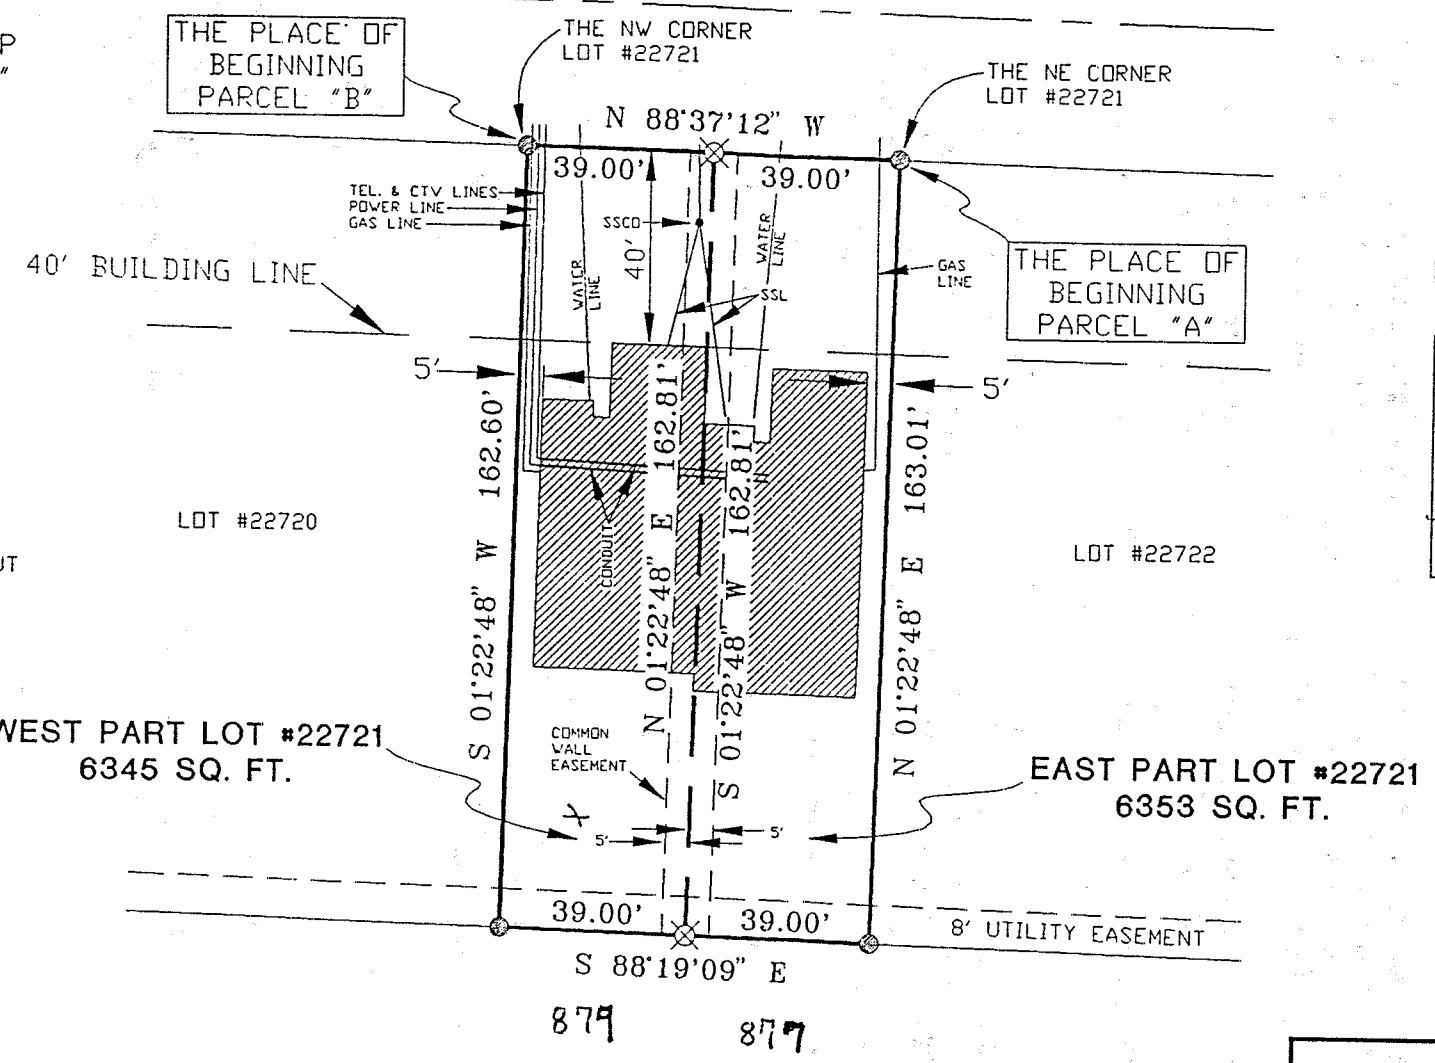 P
"
THE PLACE OF
BEGINNING
PARCEL "B"
THE NW CORNER
LOT #22721
THE NE CORNER
LOT #22721
N 88°37'12" W
39.00'
39.00'
TEL. & CTV LINES
POWER LINE
GAS LINE
SSCO
40'
WATER
LINE
WATER
LINE
SSL
GAS
LINE
THE PLACE OF
BEGINNING
PARCEL "A"
40' BUILDING LINE
5'
5'
S 01°22'48" W 162.60'
N 01°22'48" E 162.81'
S 01°22'48" W 162.81'
N 01°22'48" E 163.01'
CONDUIT
LOT #22720
LOT #22722
UT
WEST PART LOT #22721
6345 SQ. FT.
COMMON
WALL
EASEMENT
EAST PART LOT #22721
6353 SQ. FT.
X
5'
5'
39.00'
39.00'
8' UTILITY EASEMENT
S 88°19'09" E
879
877